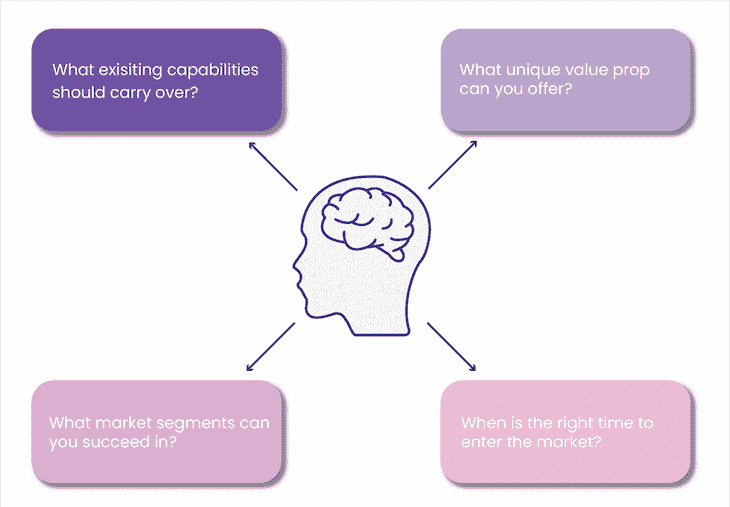 What exisiting capabilities
should carry over?
What unique value prop
can you offer?
What market segments can
you succeed in?
When is the right time to
enter the market?